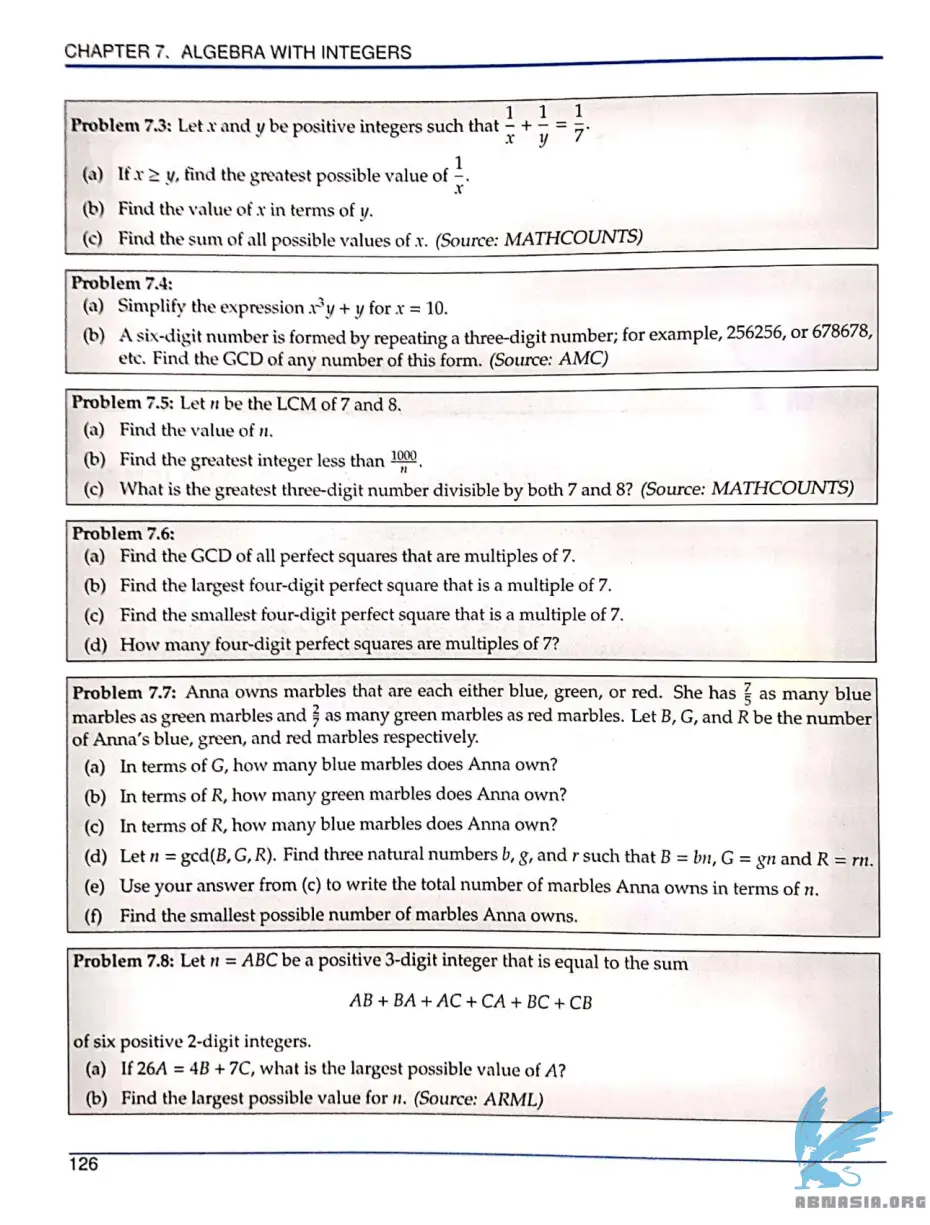 CHAPTER 7. ALGEBRA WITH INTEGERS
Problem 7.3: Let x and y be positive integers such that 1/x + 1/y = 1/7.
(a) If x ≥ y, find the greatest possible value of 1/x.
(b) Find the value of x in terms of y.
(c) Find the sum of all possible values of x. (Source: MATHCOUNTS)
Problem 7.4:
(a) Simplify the expression x³y + y for x = 10.
(b) A six-digit number is formed by repeating a three-digit number; for example, 256256, or 678678,
etc. Find the GCD of any number of this form. (Source: AMC)
Problem 7.5: Let n be the LCM of 7 and 8.
(a) Find the value of n.
(b) Find the greatest integer less than 1000/n.
(c) What is the greatest three-digit number divisible by both 7 and 8? (Source: MATHCOUNTS)
Problem 7.6:
(a) Find the GCD of all perfect squares that are multiples of 7.
(b) Find the largest four-digit perfect square that is a multiple of 7.
(c) Find the smallest four-digit perfect square that is a multiple of 7.
(d) How many four-digit perfect squares are multiples of 7?
Problem 7.7: Anna owns marbles that are each either blue, green, or red. She has 7/5 as many blue
marbles as green marbles and 2/7 as many green marbles as red marbles. Let B, G, and R be the number
of Anna's blue, green, and red marbles respectively.
(a) In terms of G, how many blue marbles does Anna own?
(b) In terms of R, how many green marbles does Anna own?
(c) In terms of R, how many blue marbles does Anna own?
(d) Let n = gcd(B, G, R). Find three natural numbers b, g, and r such that B = bn, G = gn and R = rn.
(e) Use your answer from (c) to write the total number of marbles Anna owns in terms of n.
(f) Find the smallest possible number of marbles Anna owns.
Problem 7.8: Let n = ABC be a positive 3-digit integer that is equal to the sum
AB + BA + AC + CA + BC + CB
of six positive 2-digit integers.
(a) If 26A = 4B + 7C, what is the largest possible value of A?
(b) Find the largest possible value for n. (Source: ARML)
126
ABNASIA.ORG